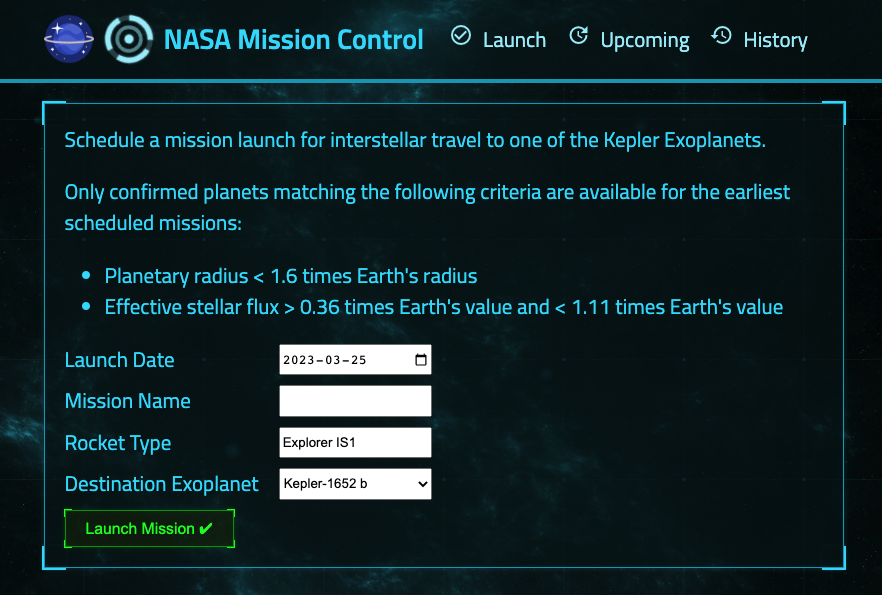 NASA Mission Control Launch Upcoming History
Schedule a mission launch for interstellar travel to one of the Kepler Exoplanets.
Only confirmed planets matching the following criteria are available for the earliest
scheduled missions:
• Planetary radius < 1.6 times Earth's radius
• Effective stellar flux > 0.36 times Earth's value and < 1.11 times Earth's value
Launch Date 2023-03-25
Mission Name
Rocket Type Explorer IS1
Destination Exoplanet Kepler-1652 b
Launch Mission ✔